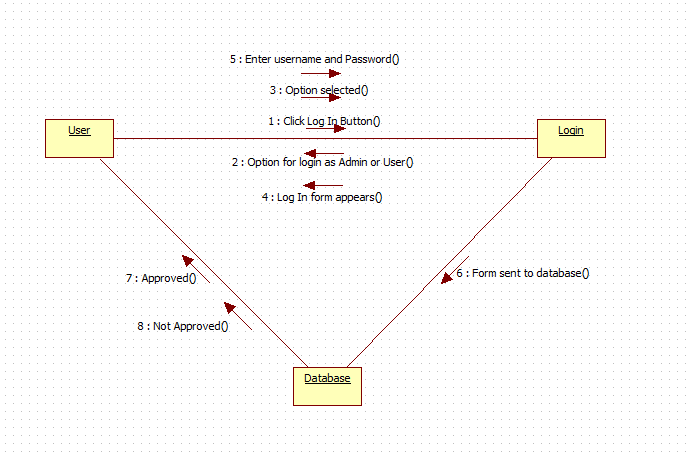 5 : Enter username and Password()
3 : Option selected()
1 : Click Log In Button()
User
Login
2 : Option for login as Admin or User()
4 : Log In form appears()
6 : Form sent to database()
7 : Approved()
8 : Not Approved()
Database